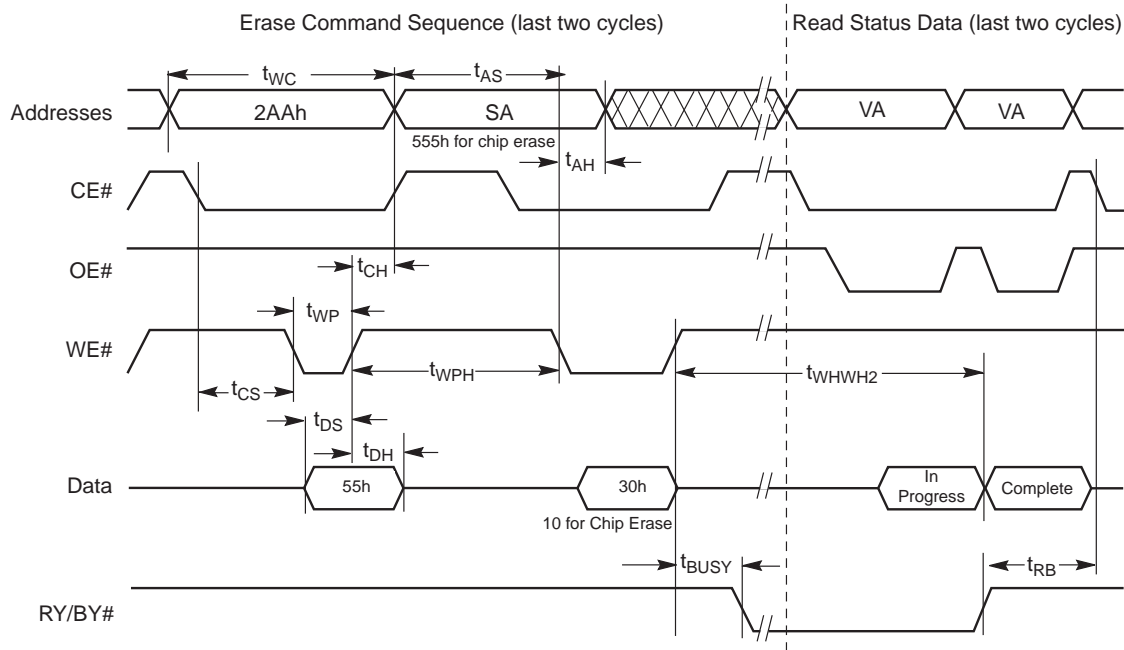 Erase Command Sequence (last two cycles)
Read Status Data (last two cycles)
tWC
tAS
Addresses
2AAh
SA
VA
VA
555h for chip erase
tAH
CE#
OE#
tCH
tWP
WE#
tWPH
tWHWH2
tCS
tDS
tDH
Data
55h
30h
In
Progress
Complete
10 for Chip Erase
tBUSY
tRB
RY/BY#